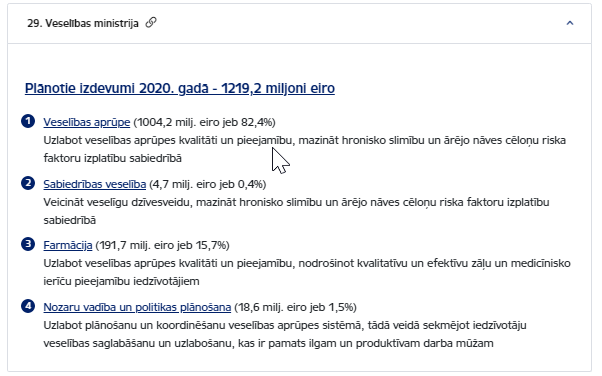 29. Veselības ministrija
Plānotie izdevumi 2020. gadā - 1219,2 miljoni eiro
1 Veselības aprūpe (1004,2 milj. eiro jeb 82,4%)
Uzlabot veselības aprūpes kvalitāti un pieejamību, mazināt hronisko slimību un ārējo nāves cēloņu riska
faktoru izplatību sabiedrībā
2 Sabiedrības veselība (4,7 milj. eiro jeb 0,4%)
Veicināt veselīgu dzīvesveidu, mazināt hronisko slimību un ārējo nāves cēloņu riska faktoru izplatību
sabiedrībā
3 Farmācija (191,7 milj. eiro jeb 15,7%)
Uzlabot veselības aprūpes kvalitāti un pieejamību, nodrošinot kvalitatīvu un efektīvu zāļu un medicīnisko
ierīču pieejamību iedzīvotājiem
4 Nozaru vadība un politikas plānošana (18,6 milj. eiro jeb 1,5%)
Uzlabot plānošanu un koordinēšanu veselības aprūpes sistēmā, tādā veidā sekmējot iedzīvotāju
veselības saglabāšanu un uzlabošanu, kas ir pamats ilgam un produktīvam darba mūžam